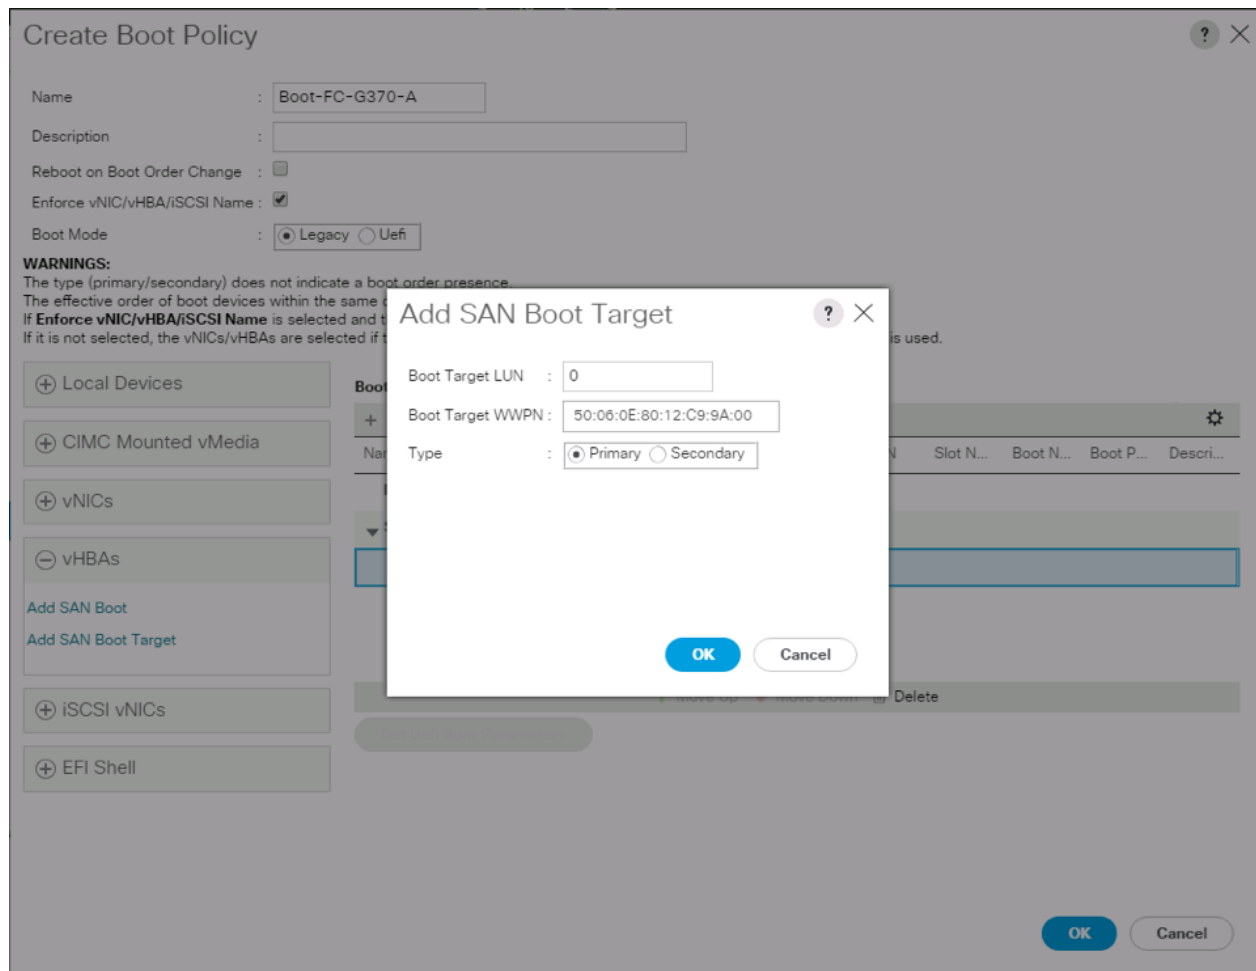 Create Boot Policy
?
Name : Boot-FC-G370-A
Description :
Reboot on Boot Order Change :
Enforce vNIC/vHBA/iSCSI Name :
Boot Mode : Legacy Uefi
WARNINGS:
The type (primary/secondary) does not indicate a boot order presence.
The effective order of boot devices within the same
If Enforce vNIC/vHBA/iSCSI Name is selected and
If it is not selected, the vNICs/vHBAs are selected if is used.
Add SAN Boot Target ?
Boot Target LUN : 0
Boot Target WWPN : 50:06:0E:80:12:C9:9A:00
Type : Primary Secondary
OK Cancel
Local Devices
CIMC Mounted vMedia
vNICs
vHBAs
Add SAN Boot
Add SAN Boot Target
iSCSI vNICs
EFI Shell
Boot
+
Slot N... Boot N... Boot P... Descri...
Move Up Move Down Delete
OK Cancel